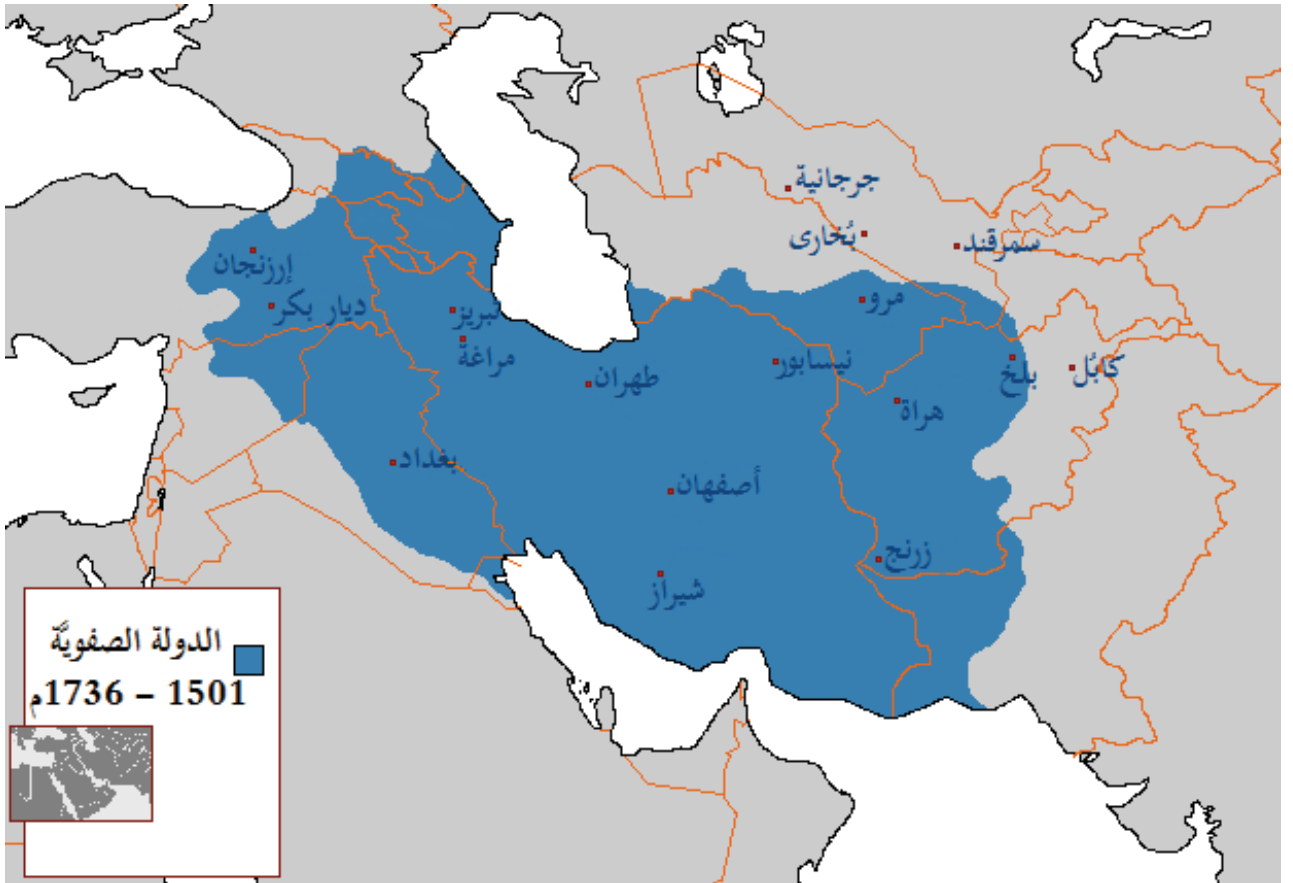 جرجانية
بُخارى
سمرقند
إرزنجان
ديار بكر
تبريز
مراغة
مرو
نيسابور
طهران
بلخ
كابُل
هراة
بغداد
أصفهان
زرنج
شيراز
الدولة الصفويَّة
1501 – 1736م